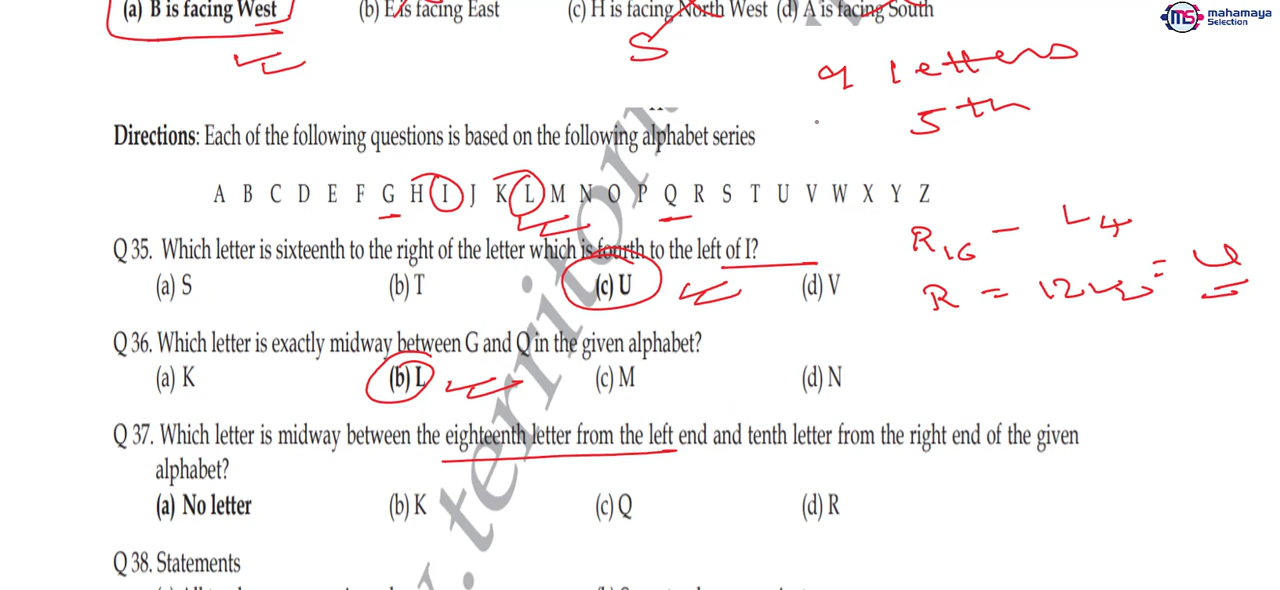 (a) B is facing West (b) E is facing East (c) H is facing North West (d) A is facing South
mahamaya
Selection
S
9 letters
5th
Directions: Each of the following questions is based on the following alphabet series
A B C D E F G H I J K L M N O P Q R S T U V W X Y Z
Q 35. Which letter is sixteenth to the right of the letter which is fourth to the left of I?
R16 - L4
(a) S (b) T (c) U (d) V
Q 36. Which letter is exactly midway between G and Q in the given alphabet?
(a) K (b) L (c) M (d) N
Q 37. Which letter is midway between the eighteenth letter from the left end and tenth letter from the right end of the given
alphabet?
(a) No letter (b) K (c) Q (d) R
Q 38. Statements